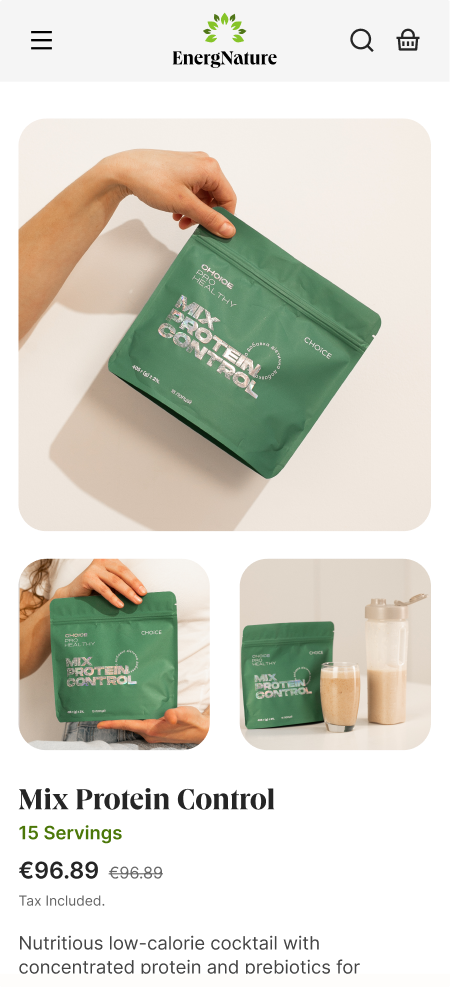 EnergNature
CHOICE
PRO
HEALTHY
MIX
PROTEIN
CONTROL
CHOICE
CHOICE
PRO
HEALTHY
CHOICE
MIX
PROTEIN
CONTROL
CHOICE
PRO
HEALTHY
CHOICE
MIX
PROTEIN
CONTROL
Mix Protein Control
15 Servings
€96.89 €96.89
Tax Included.
Nutritious low-calorie cocktail with
concentrated protein and prebiotics for